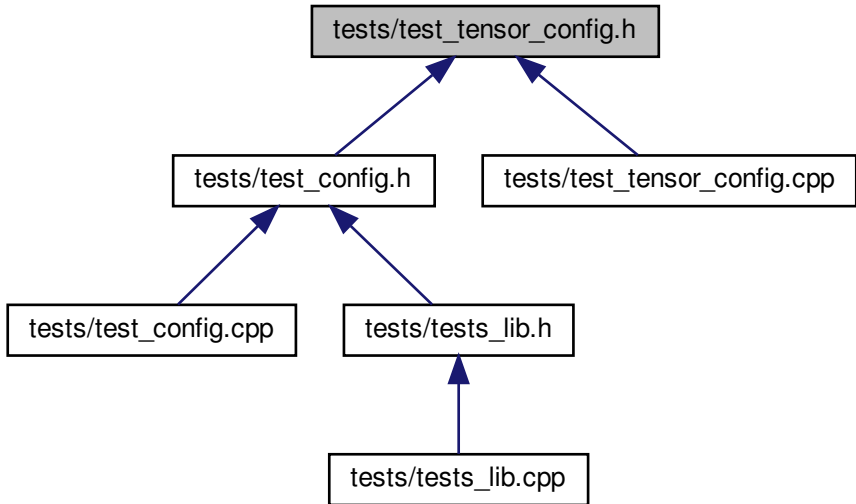 tests/test_tensor_config.h
tests/test_config.h
tests/test_tensor_config.cpp
tests/test_config.cpp
tests/tests_lib.h
tests/tests_lib.cpp